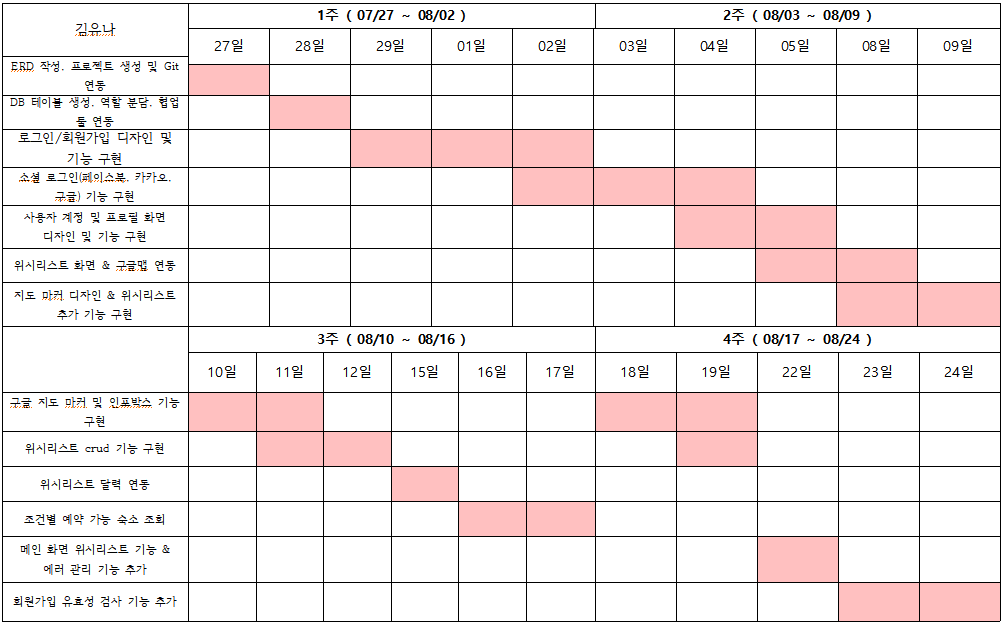 김유나
1주 ( 07/27 ~ 08/02 )
2주 ( 08/03 ~ 08/09 )
27일
28일
29일
01일
02일
03일
04일
05일
08일
09일
ERD 작성, 프로젝트 생성 및 Git
연동
DB 테이블 생성, 역할 분담, 협업
툴 연동
로그인/회원가입 디자인 및
기능 구현
소셜 로그인(페이스북, 카카오,
구글) 기능 구현
사용자 계정 및 프로필 화면
디자인 및 기능 구현
위시리스트 화면 & 구글맵 연동
지도 마커 디자인 & 위시리스트
추가 기능 구현
3주 ( 08/10 ~ 08/16 )
4주 ( 08/17 ~ 08/24 )
10일
11일
12일
15일
16일
17일
18일
19일
22일
23일
24일
구글 지도 마커 및 인포박스 기능
구현
위시리스트 crud 기능 구현
위시리스트 달력 연동
조건별 예약 가능 숙소 조회
메인 화면 위시리스트 기능 &
에러 관리 기능 추가
회원가입 유효성 검사 기능 추가